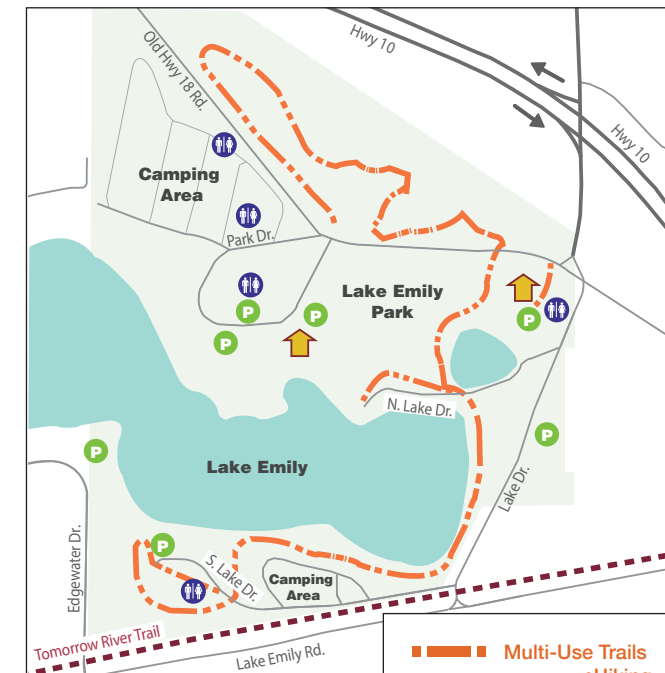 Hwy 10
Old Hwy 18 Rd.
Hwy 10
Camping
Area
Park Dr.
Lake Emily
Park
P
P
P
P
N. Lake Dr.
P
P
Lake Emily
Lake Dr.
Edgewater Dr.
P
S. Lake Dr.
Camping
Area
Tomorrow River Trail
Lake Emily Rd.
Multi-Use Trails